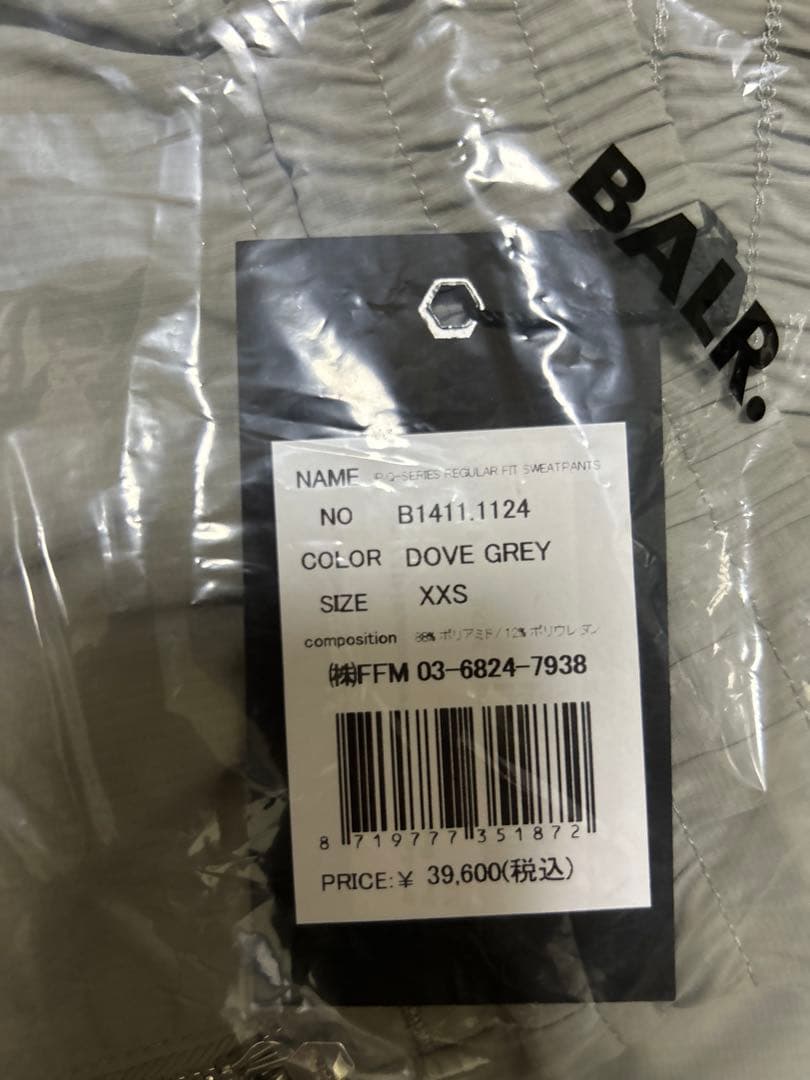 BALR.
NAME P/Q-SERIES REGULAR FIT SWEATPANTS
NO B1411.1124
COLOR DOVE GREY
SIZE XXS
composition 88% ポリアミド/12% ポリウレタン
㈱FFM 03-6824-7938
8 719777 351872
PRICE:¥ 39,600(税込)